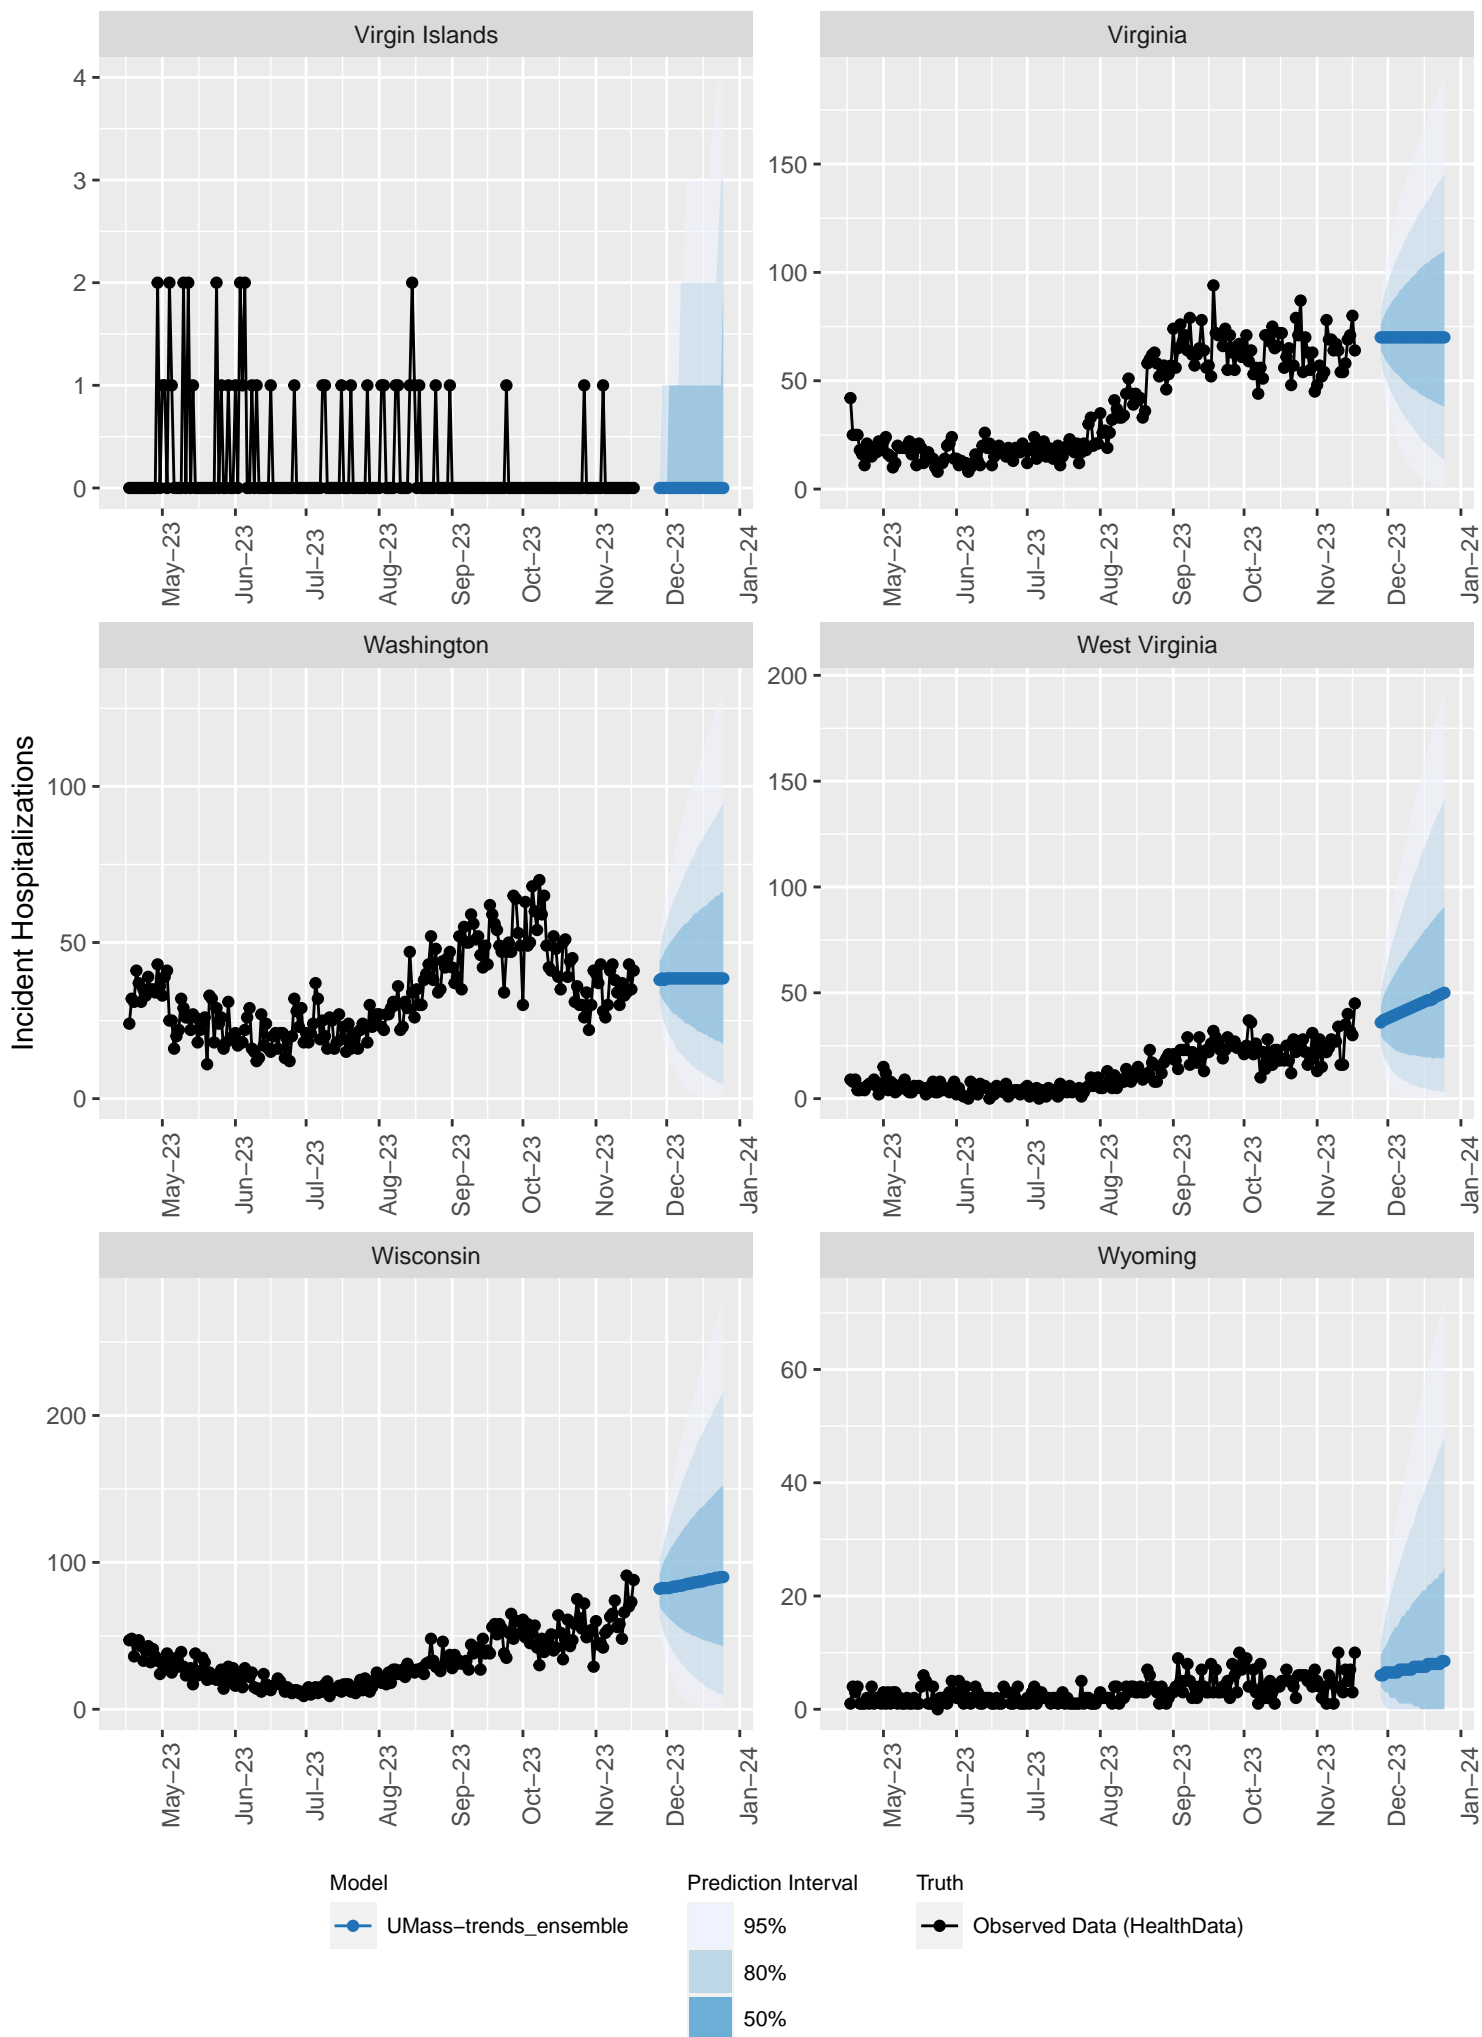 Virgin Islands
Virginia
4
3
2
1
0
150
100
50
0
May−23
Jun−23
Jul−23
Aug−23
Sep−23
Oct−23
Nov−23
Dec−23
Jan−24
May−23
Jun−23
Jul−23
Aug−23
Sep−23
Oct−23
Nov−23
Dec−23
Jan−24
Incident Hospitalizations
Washington
West Virginia
100
50
0
200
150
100
50
0
May−23
Jun−23
Jul−23
Aug−23
Sep−23
Oct−23
Nov−23
Dec−23
Jan−24
May−23
Jun−23
Jul−23
Aug−23
Sep−23
Oct−23
Nov−23
Dec−23
Jan−24
Wisconsin
Wyoming
200
100
0
60
40
20
0
May−23
Jun−23
Jul−23
Aug−23
Sep−23
Oct−23
Nov−23
Dec−23
Jan−24
May−23
Jun−23
Jul−23
Aug−23
Sep−23
Oct−23
Nov−23
Dec−23
Jan−24
Model
UMass−trends_ensemble
Prediction Interval
95%
80%
50%
Truth
Observed Data (HealthData)